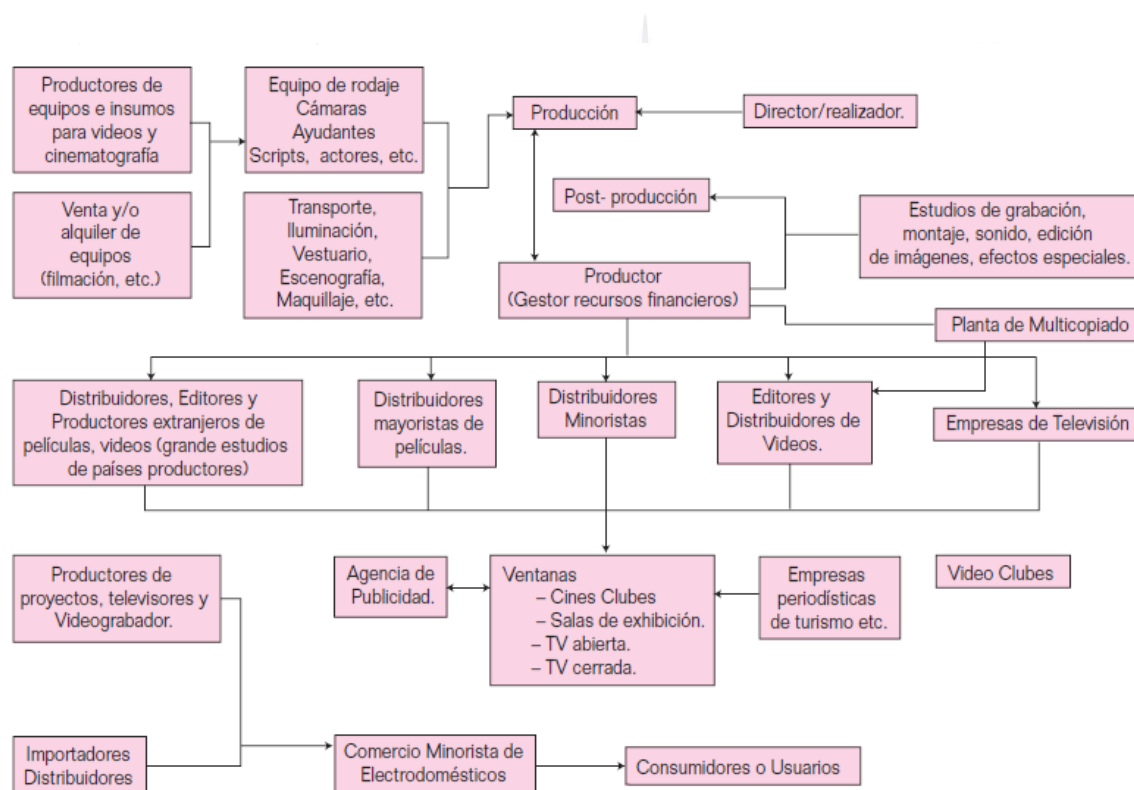 Productores de
equipos e insumos
para videos y
cinematografía
Equipo de rodaje
Cámaras
Ayudantes
Scripts, actores, etc.
Producción
Director/realizador.
Venta y/o
alquiler de
equipos
(filmación, etc.)
Transporte,
Iluminación,
Vestuario,
Escenografía,
Maquillaje, etc.
Post- producción
Estudios de grabación,
montaje, sonido, edición
de imágenes, efectos especiales.
Productor
(Gestor recursos financieros)
Planta de Multicopiado
Distribuidores, Editores y
Productores extranjeros de
películas, videos (grande estudios
de países productores)
Distribuidores
mayoristas de
películas.
Distribuidores
Minoristas
Editores y
Distribuidores de
Videos.
Empresas de Televisión
Productores de
proyectos, televisores y
Videograbador.
Agencia de
Publicidad.
Ventanas
– Cines Clubes
– Salas de exhibición.
– TV abierta.
– TV cerrada.
Empresas
periodísticas
de turismo etc.
Video Clubes
Importadores
Distribuidores
Comercio Minorista de
Electrodomésticos
Consumidores o Usuarios